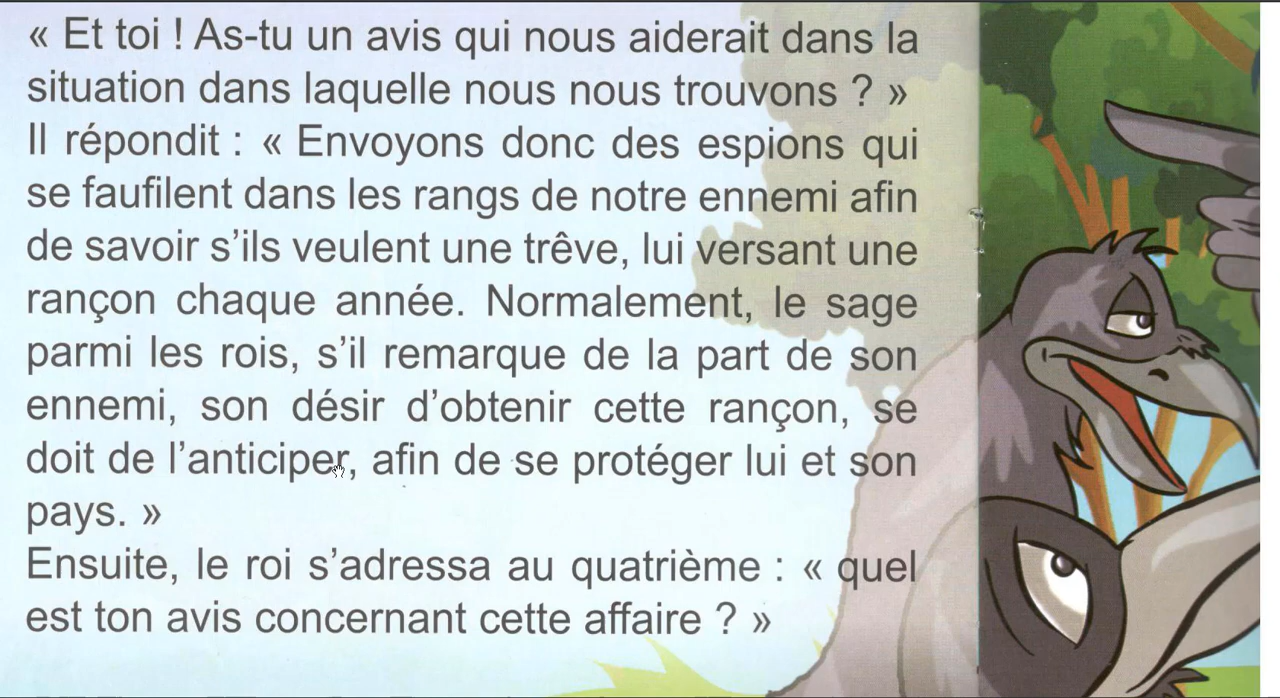 « Et toi ! As-tu un avis qui nous aiderait dans la
situation dans laquelle nous nous trouvons ? »
Il répondit : « Envoyons donc des espions qui
se faufilent dans les rangs de notre ennemi afin
de savoir s’ils veulent une trêve, lui versant une
rançon chaque année. Normalement, le sage
parmi les rois, s’il remarque de la part de son
ennemi, son désir d’obtenir cette rançon, se
doit de l’anticiper, afin de se protéger lui et son
pays. »
Ensuite, le roi s’adressa au quatrième : « quel
est ton avis concernant cette affaire ? »